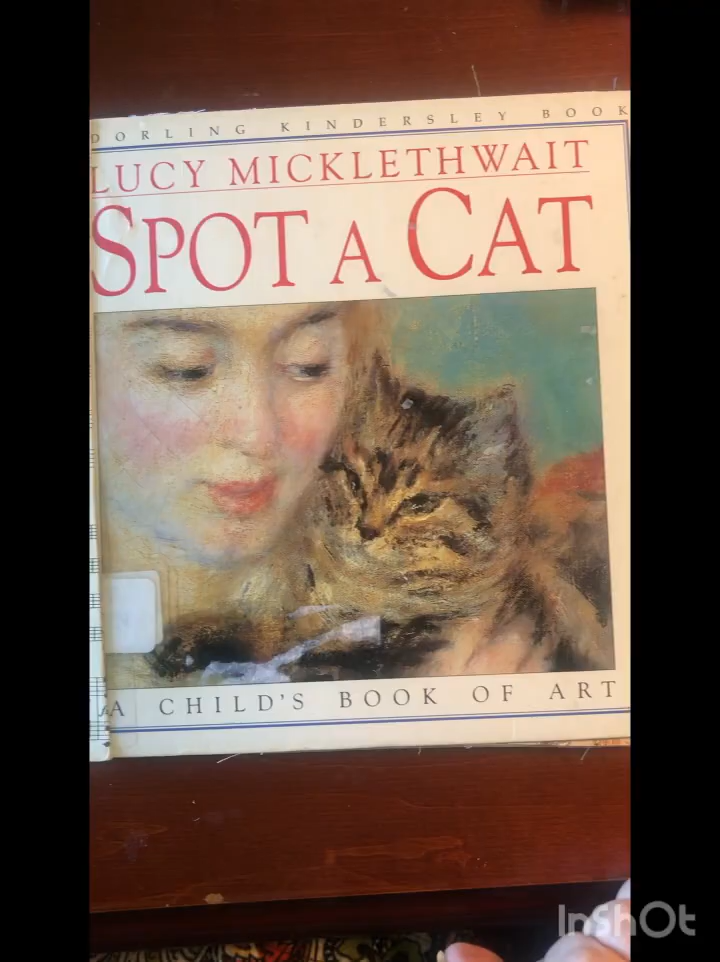 DORLING KINDERSLEY BOOK
LUCY MICKLETHWAIT
SPOT A CAT
A CHILD'S BOOK OF ART
InShOt